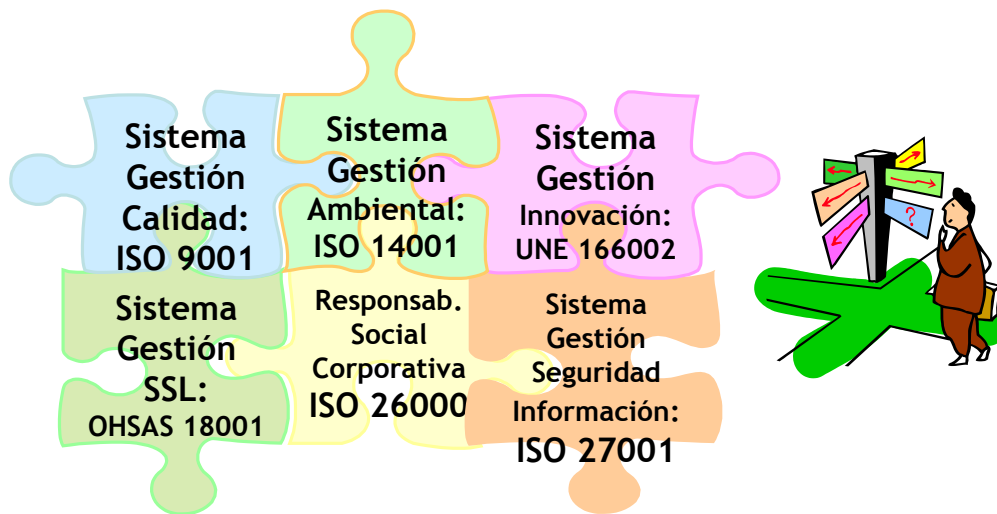 Sistema
Gestión
Calidad:
ISO 9001
Sistema
Gestión
Ambiental:
ISO 14001
Sistema
Gestión
Innovación:
UNE 166002
Sistema
Gestión
SSL:
OHSAS 18001
Responsab.
Social
Corporativa
ISO 26000
Sistema
Gestión
Seguridad
Información:
ISO 27001
?